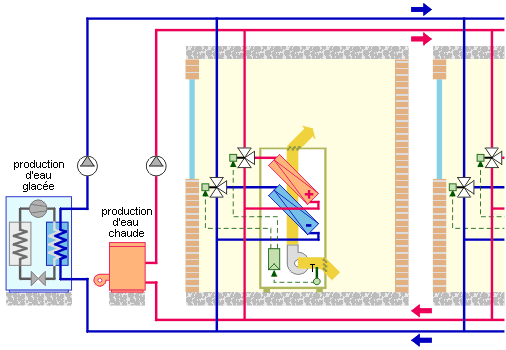 production
d'eau
glacée
production
d'eau
chaude
+
-
T